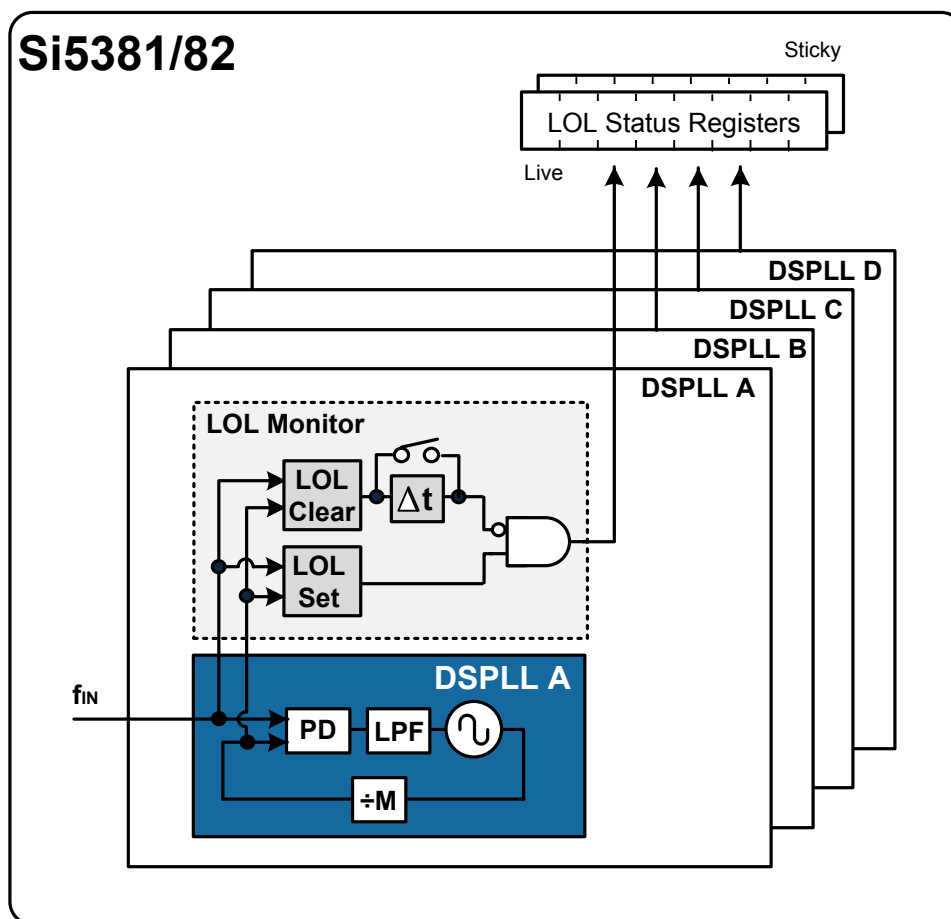 Si5381/82
Sticky
LOL Status Registers
Live
DSPLL D
DSPLL C
DSPLL B
DSPLL A
LOL Monitor
LOL
Clear
Δt
LOL
Set
DSPLL A
fIN
PD
LPF
÷M